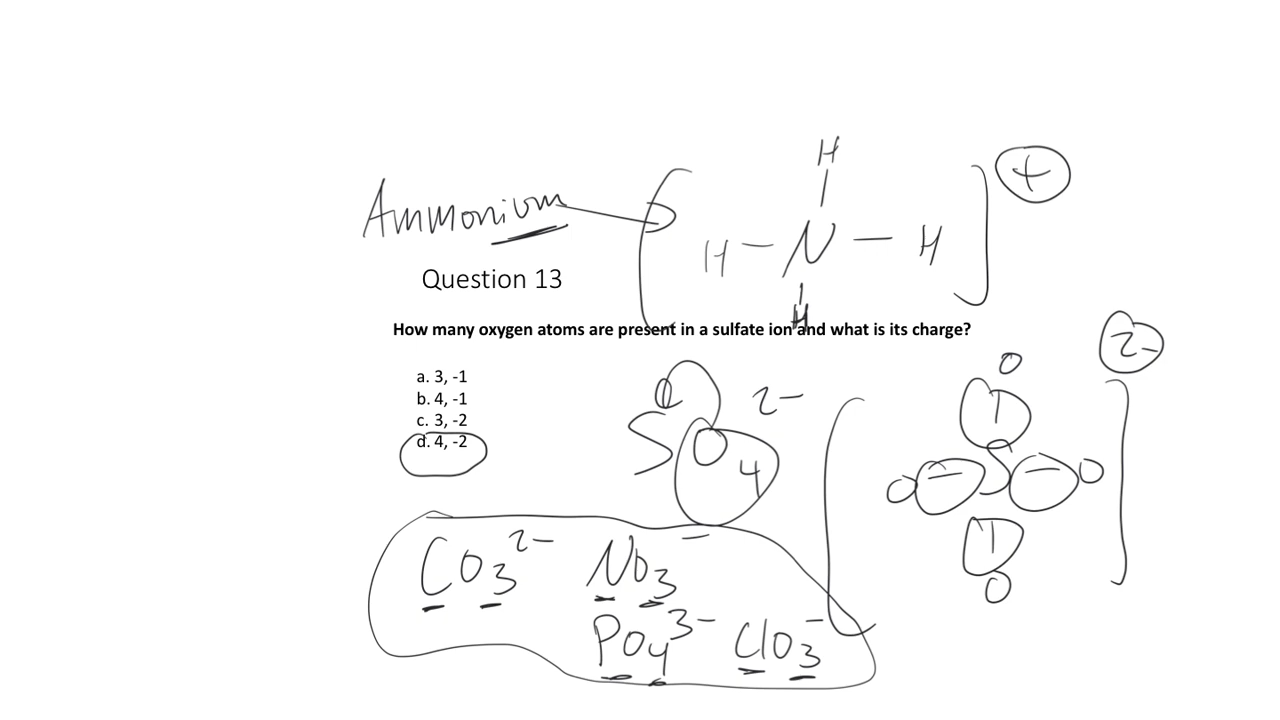 H
Ammonium
H - N - H
+
H
Question 13
How many oxygen atoms are present in a sulfate ion and what is its charge?
a. 3, -1
b. 4, -1
c. 3, -2
d. 4, -2
SO4 2-
O
O - S - O
O
2-
CO3 2- NO3 -
PO4 3- ClO3 -